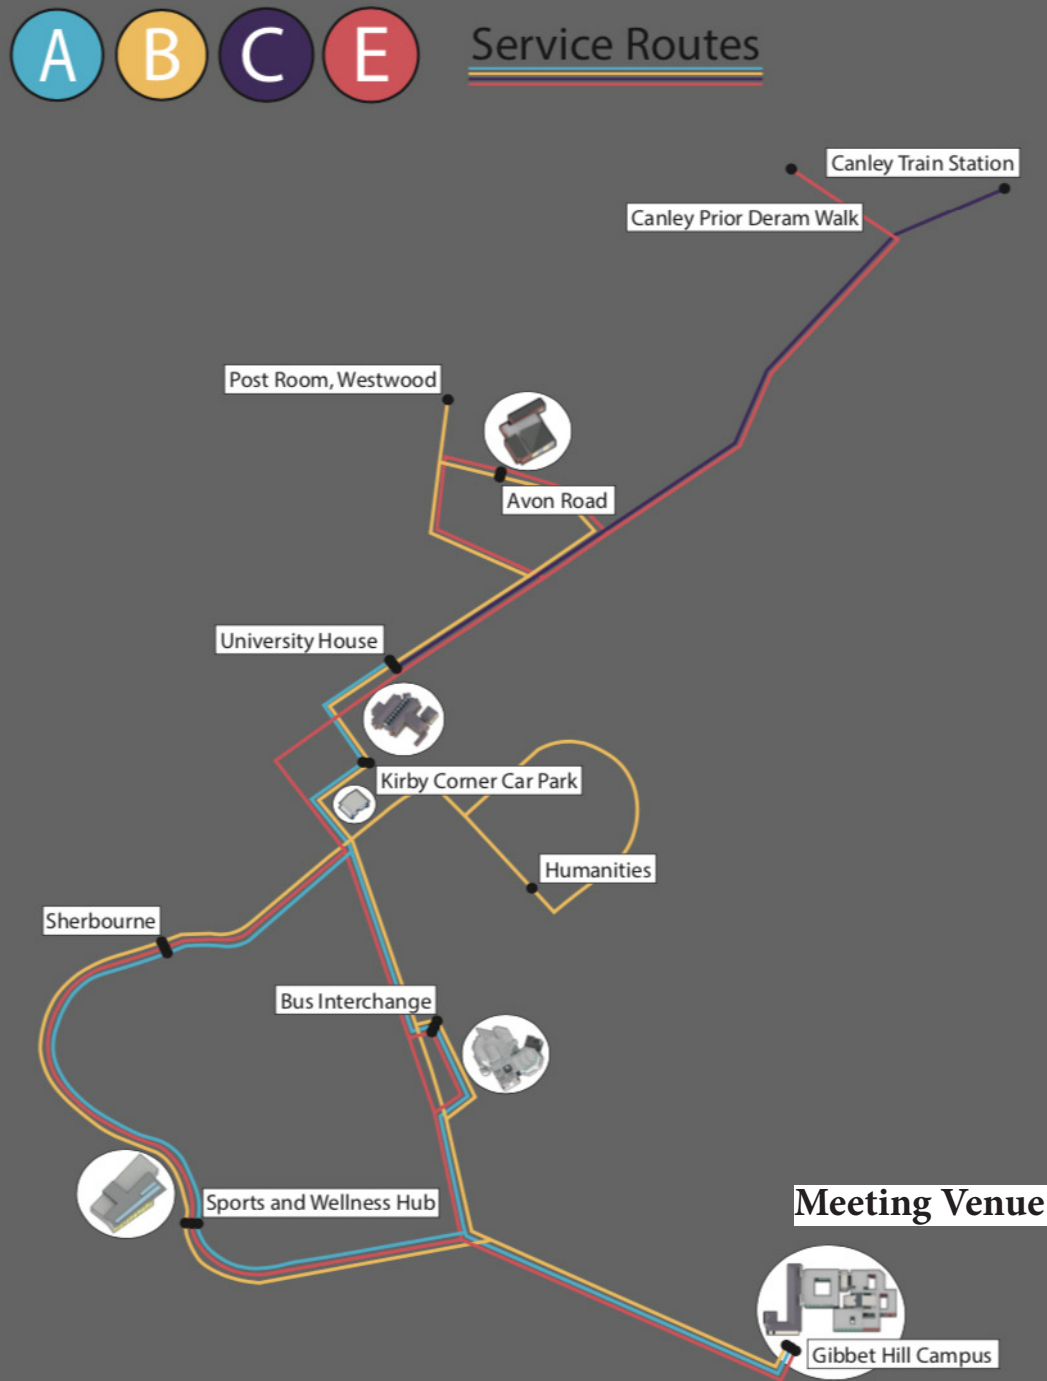 A B C E Service Routes
Canley Train Station
Canley Prior Deram Walk
Post Room, Westwood
Avon Road
University House
Kirby Corner Car Park
Humanities
Sherbourne
Bus Interchange
Sports and Wellness Hub
Meeting Venue
Gibbet Hill Campus